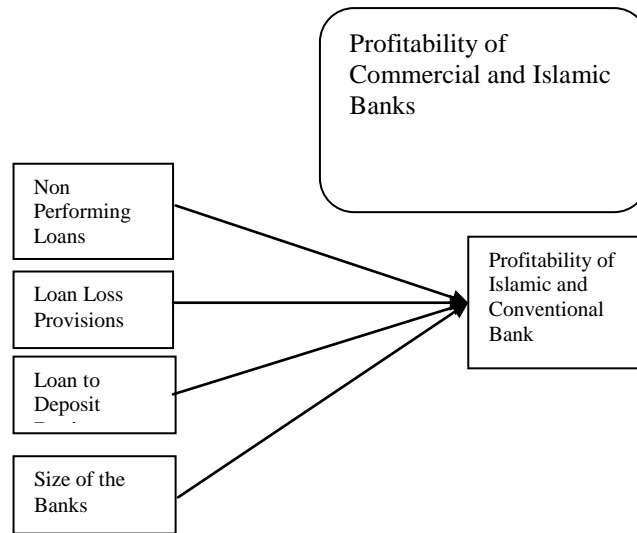 Profitability of
Commercial and Islamic
Banks
Non
Performing
Loans
Loan Loss
Provisions
Loan to
Deposit
Size of the
Banks
Profitability of
Islamic and
Conventional
Bank